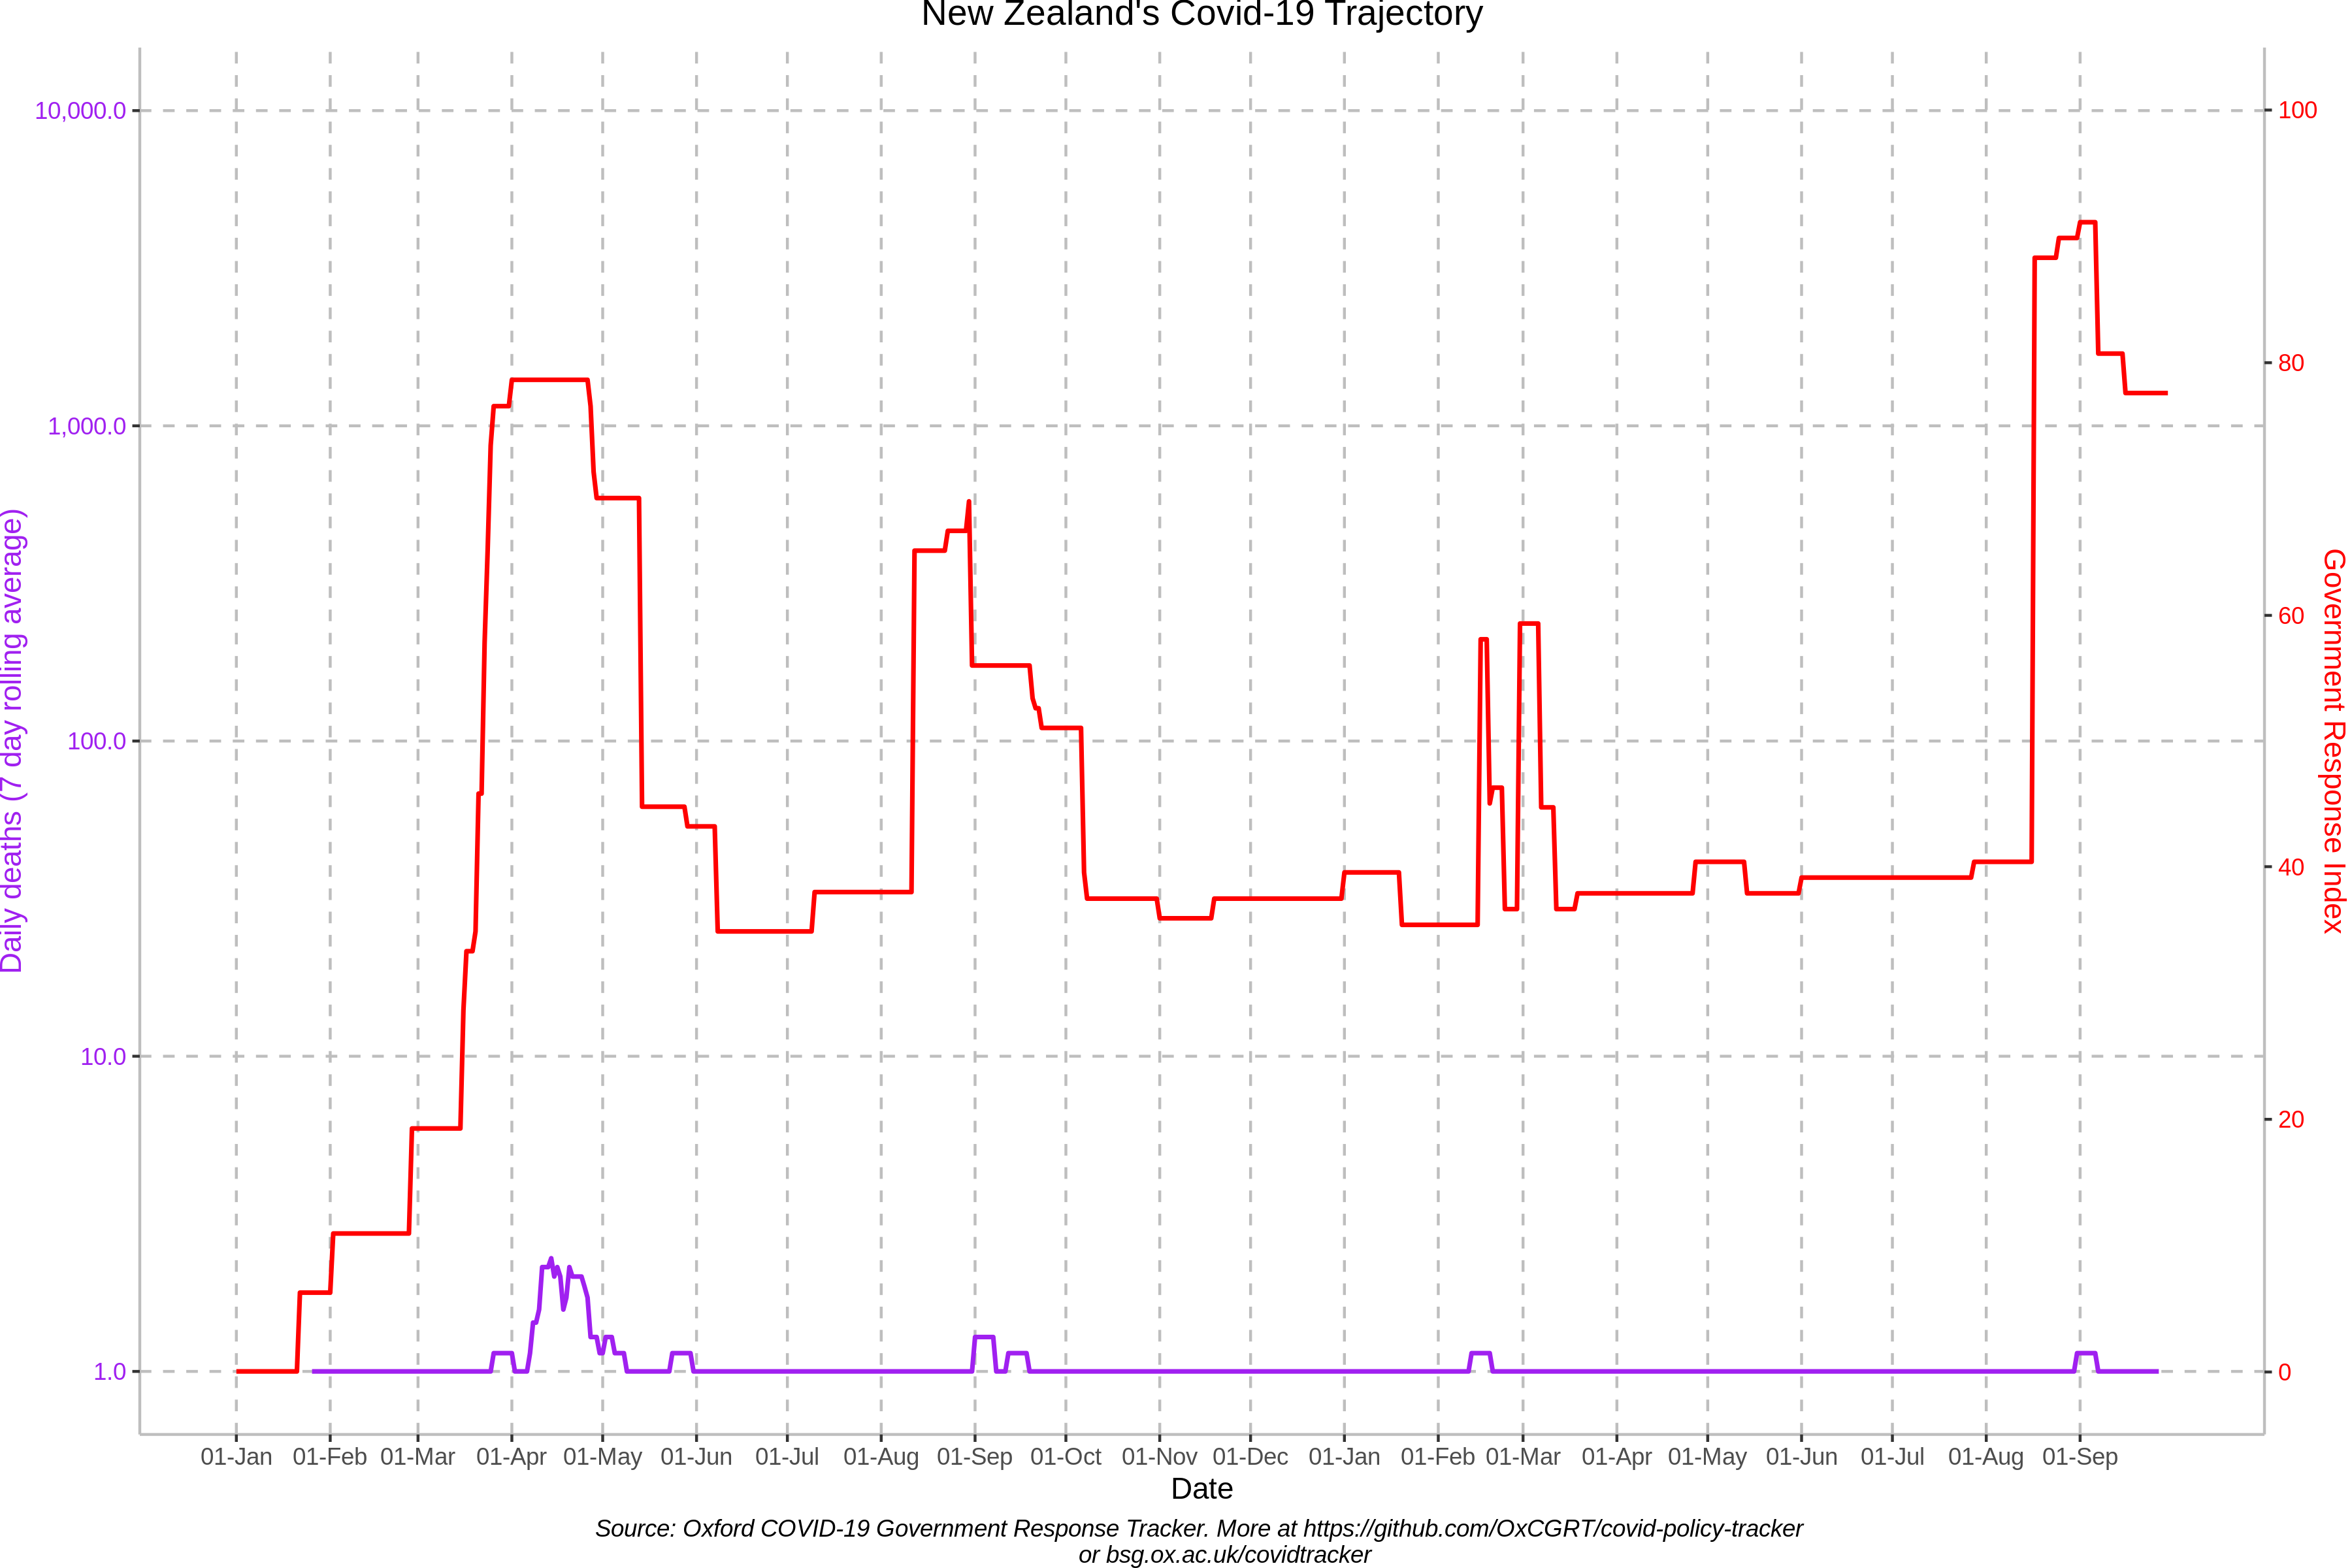 New Zealand's Covid-19 Trajectory
10,000.0
1,000.0
100.0
10.0
1.0
Daily deaths (7 day rolling average)
100
80
60
40
20
0
Government Response Index
01-Jan 01-Feb 01-Mar 01-Apr 01-May 01-Jun 01-Jul 01-Aug 01-Sep 01-Oct 01-Nov 01-Dec 01-Jan 01-Feb 01-Mar 01-Apr 01-May 01-Jun 01-Jul 01-Aug 01-Sep
Date
Source: Oxford COVID-19 Government Response Tracker. More at https://github.com/OxCGRT/covid-policy-tracker
or bsg.ox.ac.uk/covidtracker